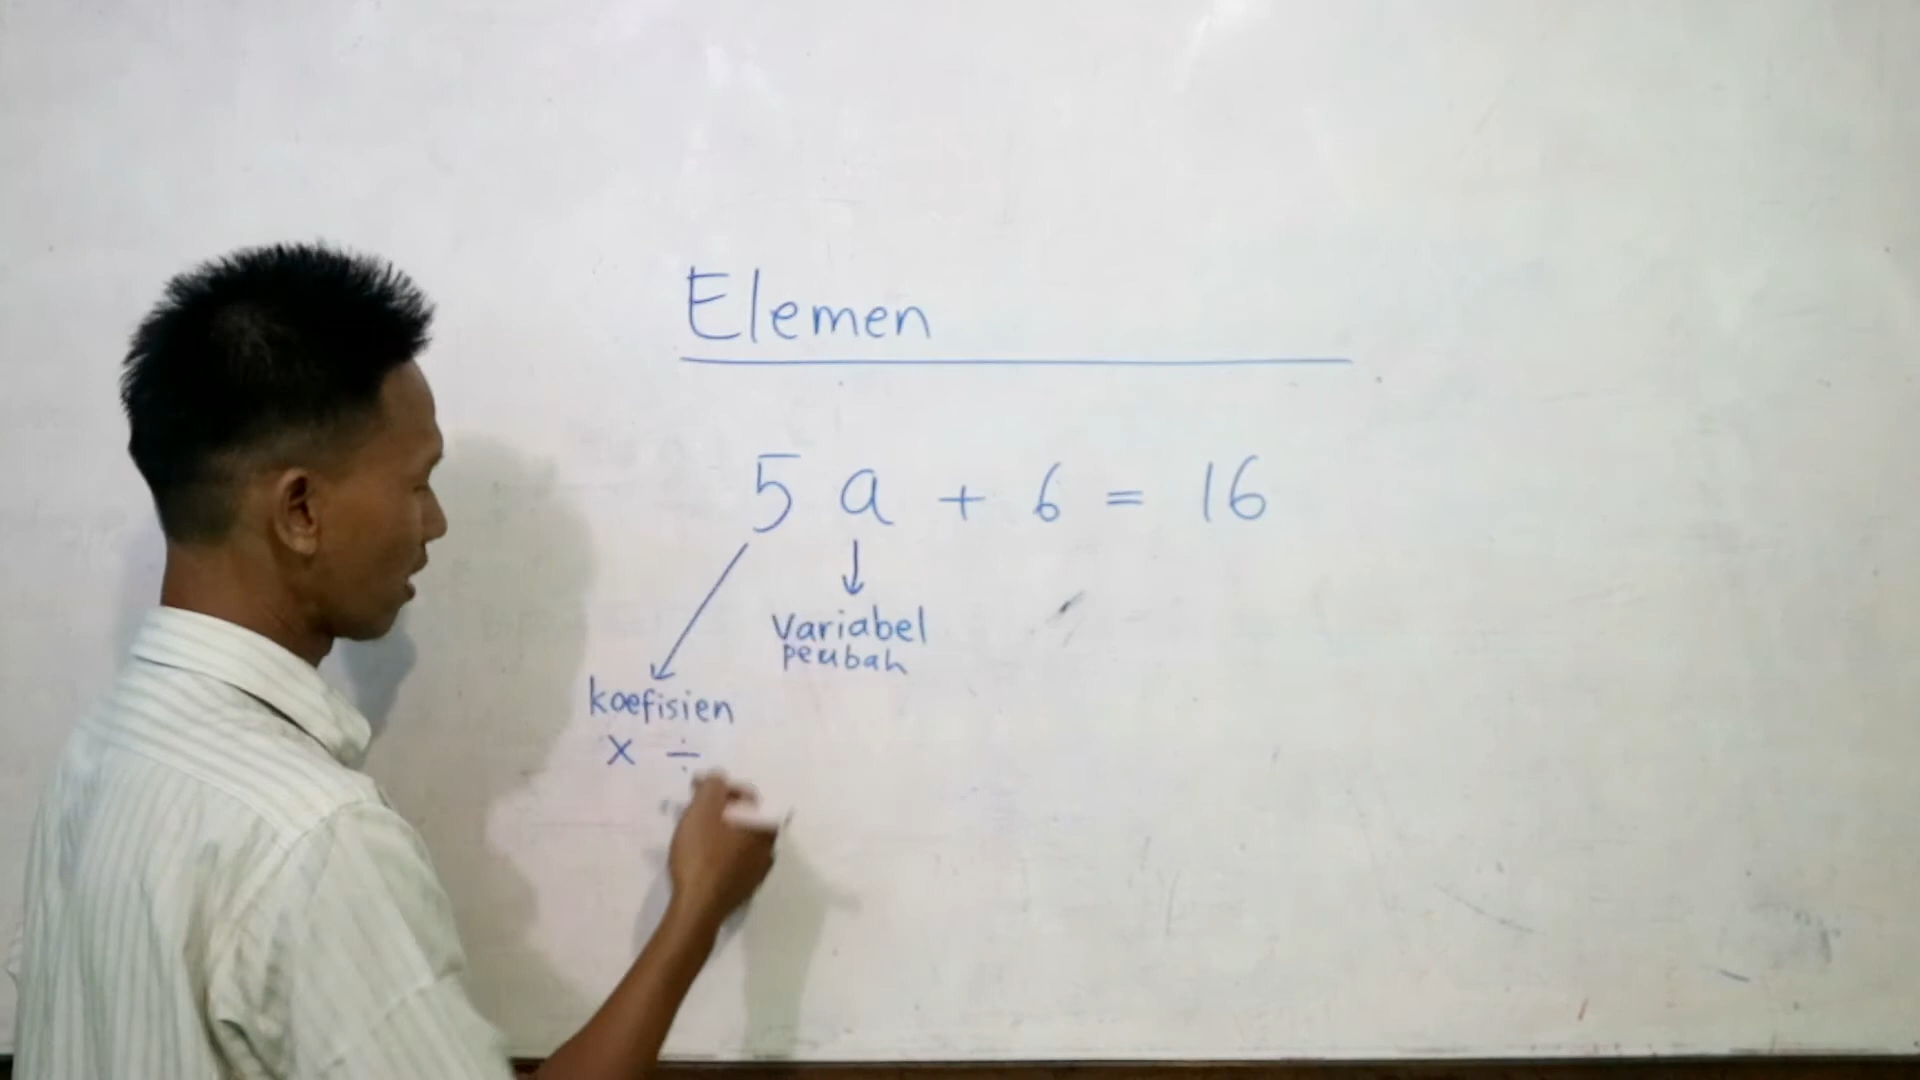 Elemen
5 a + 6 = 16
Variabel
peubah
koefisien
× ÷